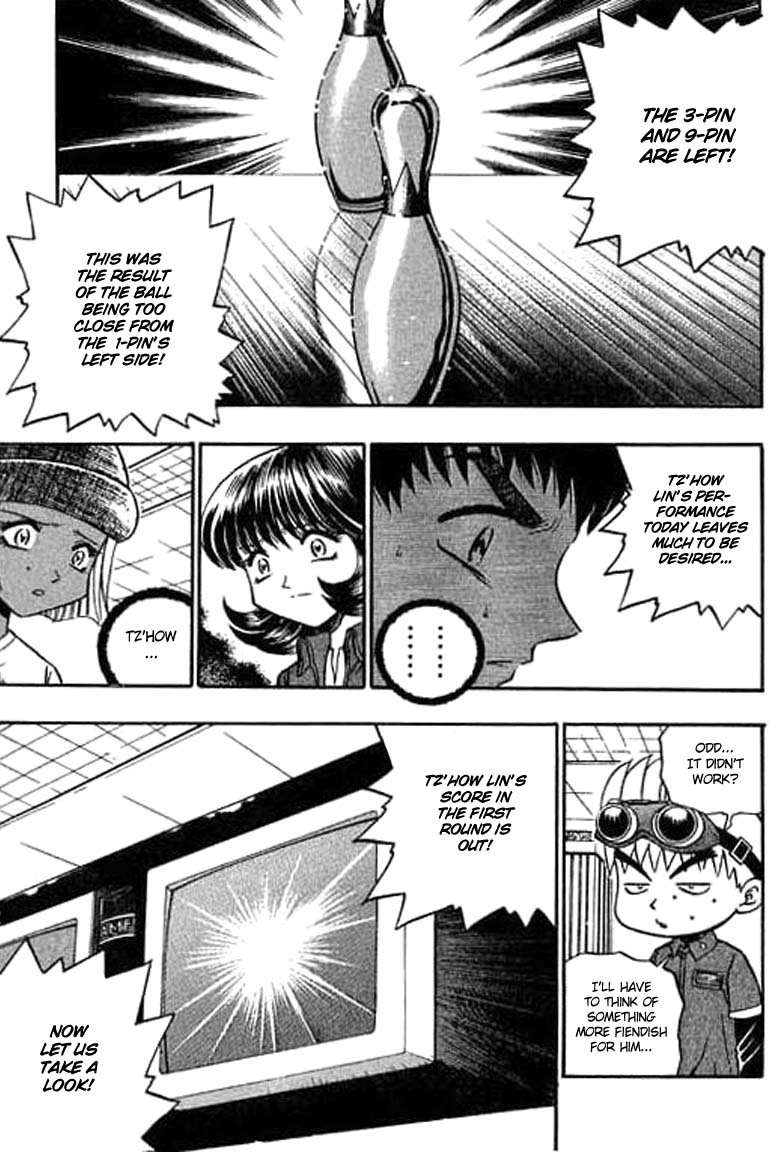 THE 3-PIN
AND 9-PIN
ARE LEFT!
THIS WAS
THE RESULT
OF THE BALL
BEING TOO
CLOSE FROM
THE 1-PIN'S
LEFT SIDE!
TZ'HOW
LIN'S PER-
FORMANCE
TODAY LEAVES
MUCH TO BE
DESIRED...
......
TZ'HOW
...
ODD...
IT DIDN'T
WORK?
I'LL HAVE
TO THINK OF
SOMETHING
MORE FIENDISH
FOR HIM...
TZ'HOW LIN'S
SCORE IN
THE FIRST
ROUND IS
OUT!
NOW
LET US
TAKE A
LOOK!